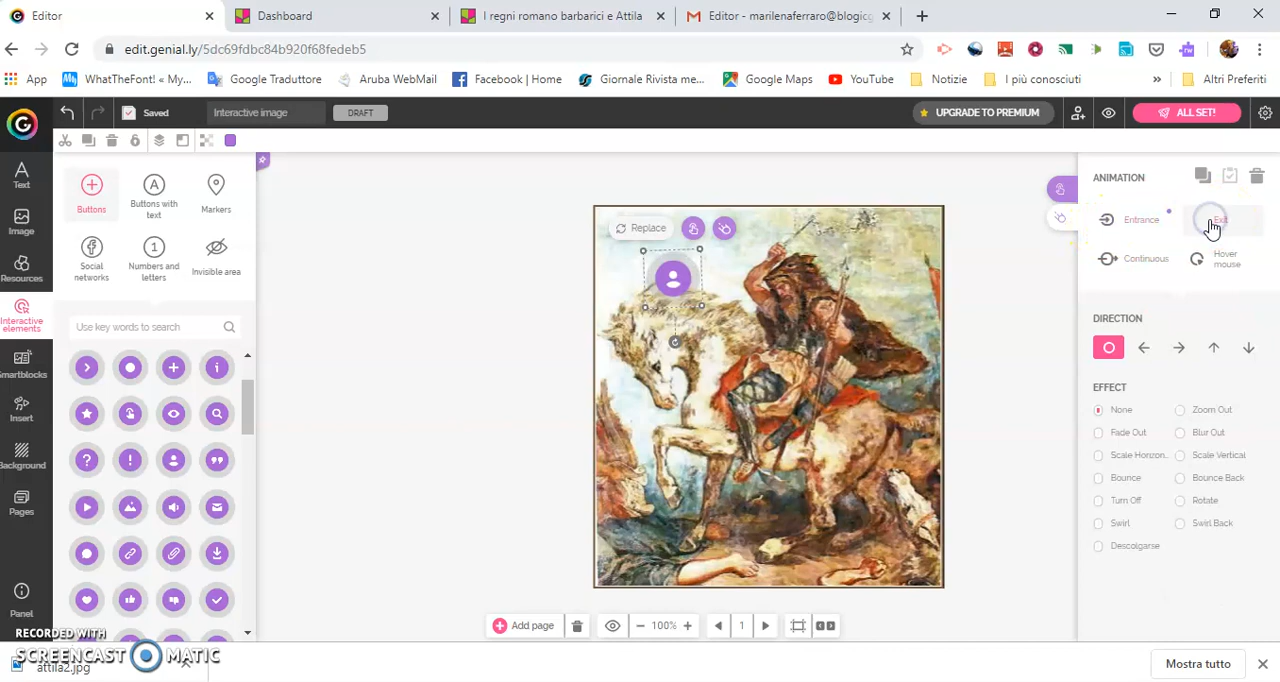 Editor
Dashboard
I regni romano barbarici e Attila
Editor - marilenaferraro@blogicg
edit.genial.ly/5dc69fdbc84b920f68fedeb5
App
WhatTheFont! « My...
Google Traduttore
Aruba WebMail
Facebook | Home
Giornale Rivista me...
Google Maps
YouTube
Notizie
I più conosciuti
»
Altri Preferiti
Saved
Interactive image
DRAFT
UPGRADE TO PREMIUM
ALL SET!
Text
Image
Resources
Interactive
elements
Smartblocks
Insert
Background
Pages
Panel
Buttons
Buttons with
text
Markers
Social
networks
Numbers and
letters
Invisible area
Use key words to search
Replace
ANIMATION
Entrance
Exit
Continuous
Hover
mouse
DIRECTION
EFFECT
None
Zoom Out
Fade Out
Blur Out
Scale Horizon..
Scale Vertical
Bounce
Bounce Back
Turn Off
Rotate
Swirl
Swirl Back
Descolgarse
Add page
100%
1
RECORDED WITH
SCREENCAST MATIC
attila2.jpg
Mostra tutto